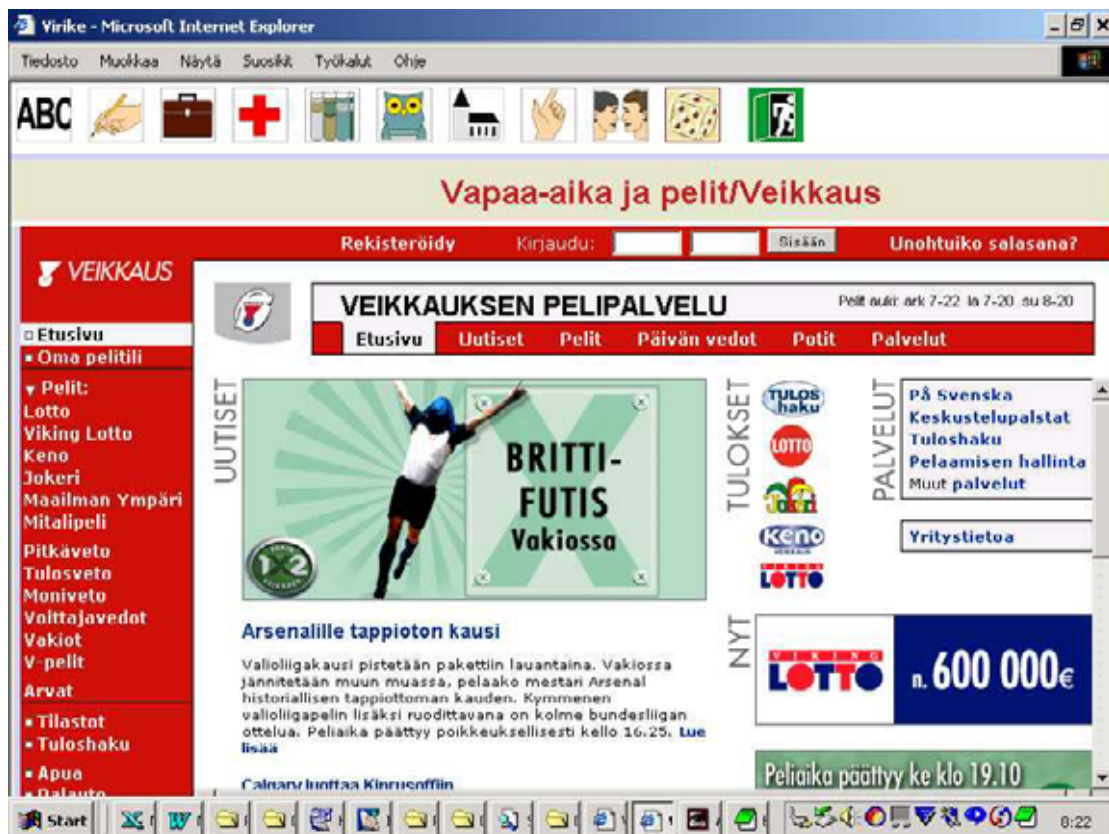 Virike - Microsoft Internet Explorer
Tiedosto Muokkaa Näytä Suosikit Työkalut Ohje
ABC
Vapaa-aika ja pelit/Veikkaus
Rekisteröidy Kirjaudu: Sisään Unohtuiko salasana?
VEIKKAUS
VEIKKAUKSEN PELIPALVELU
Pelit auki: ark 7-22 la 7-20 su 8-20
Etusivu Uutiset Pelit Päivän vedot Potit Palvelut
Etusivu
Oma pelitili
Pelit:
Lotto
Viking Lotto
Keno
Jokeri
Maailman Ympäri
Mitalipeli
Pitkäveto
Tulosveto
Moniveto
Voittajavedot
Vakiot
V-pelit
Arvat
Tilastot
Tuloshaku
Apua
Palaute
UUTISET
BRITTI-
FUTIS
Vakiossa
1X2
Arsenalille tappioton kausi
Valioliigakausi pistetään pakettiin lauantaina. Vakiossa
jännitetään muun muassa, pelaako mestari Arsenal
historiallisen tappiottoman kauden. Kymmenen
valioliigapelin lisäksi ruodittavana on kolme bundesliigan
ottelua. Peliaika päättyy poikkeuksellisesti kello 16.25. Lue
lisää
Calgary luottaa Kiprusoffiin
TULOKSET
TULOS
haku
LOTTO
Jokeri
Keno
VEIKKAUS
VIKING
LOTTO
PALVELUT
På Svenska
Keskustelupalstat
Tuloshaku
Pelaamisen hallinta
Muut palvelut
Yritystietoa
NYT
VIKING
LOTTO
n. 600 000€
Peliaika päättyy ke klo 19.10
Start
8:22